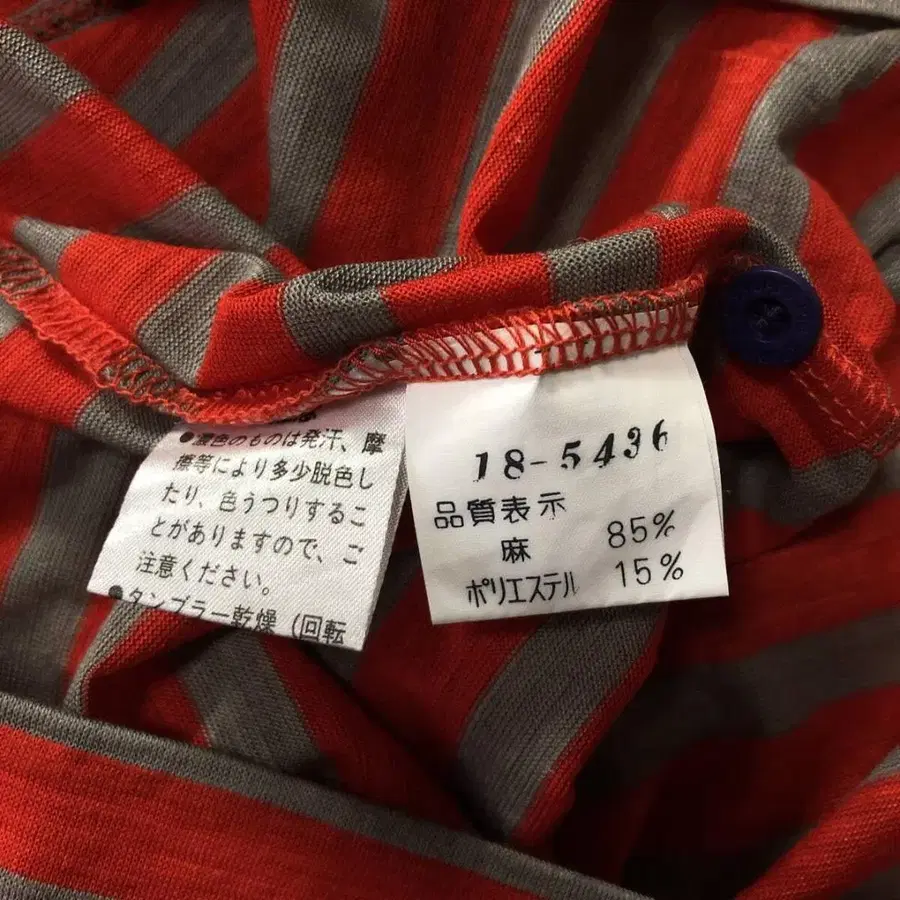 ●濃色のものは発汗、摩
擦等により多少脱色し
たり、色うつりするこ
とがありますので、ご
注意ください。
●タンブラー乾燥（回転
18-5436
品質表示
麻 85%
ポリエステル 15%